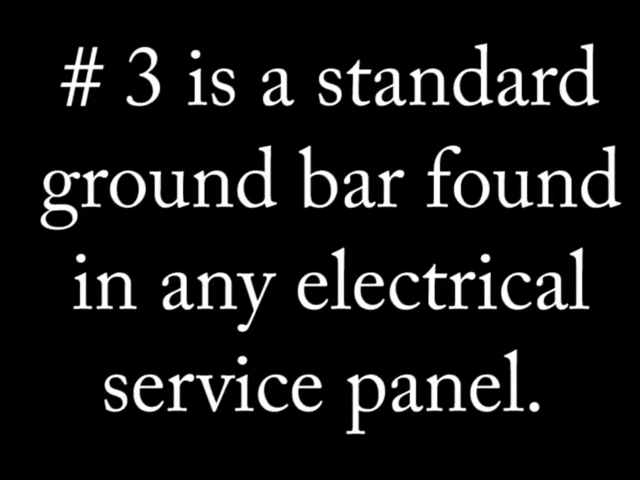 # 3 is a standard
ground bar found
in any electrical
service panel.